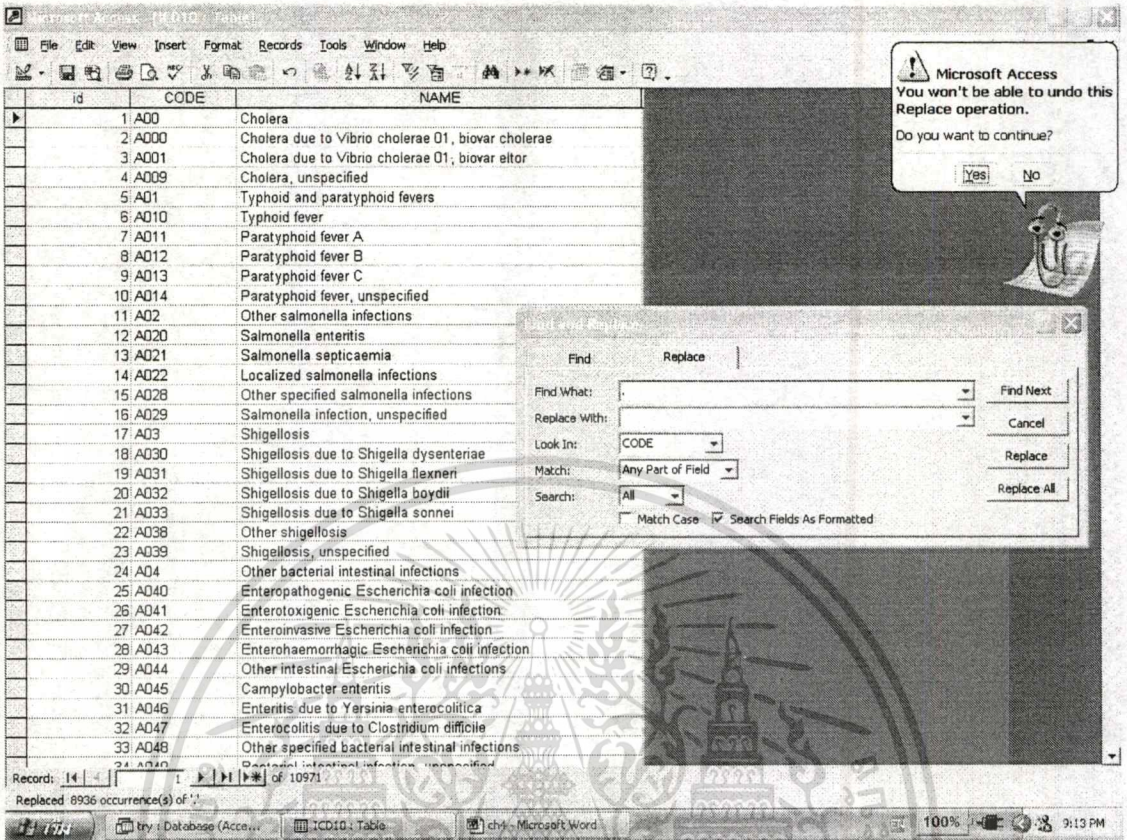 Microsoft Access - [ICD10 : Table]
File Edit View Insert Format Records Tools Window Help
id CODE NAME
1 A00 Cholera
2 A000 Cholera due to Vibrio cholerae 01, biovar cholerae
3 A001 Cholera due to Vibrio cholerae 01, biovar eltor
4 A009 Cholera, unspecified
5 A01 Typhoid and paratyphoid fevers
6 A010 Typhoid fever
7 A011 Paratyphoid fever A
8 A012 Paratyphoid fever B
9 A013 Paratyphoid fever C
10 A014 Paratyphoid fever, unspecified
11 A02 Other salmonella infections
12 A020 Salmonella enteritis
13 A021 Salmonella septicaemia
14 A022 Localized salmonella infections
15 A028 Other specified salmonella infections
16 A029 Salmonella infection, unspecified
17 A03 Shigellosis
18 A030 Shigellosis due to Shigella dysenteriae
19 A031 Shigellosis due to Shigella flexneri
20 A032 Shigellosis due to Shigella boydii
21 A033 Shigellosis due to Shigella sonnei
22 A038 Other shigellosis
23 A039 Shigellosis, unspecified
24 A04 Other bacterial intestinal infections
25 A040 Enteropathogenic Escherichia coli infection
26 A041 Enterotoxigenic Escherichia coli infection
27 A042 Enteroinvasive Escherichia coli infection
28 A043 Enterohaemorrhagic Escherichia coli infection
29 A044 Other intestinal Escherichia coli infections
30 A045 Campylobacter enteritis
31 A046 Enteritis due to Yersinia enterocolitica
32 A047 Enterocolitis due to Clostridium difficile
33 A048 Other specified bacterial intestinal infections
34 A049 Bacterial intestinal infection, unspecified
Record: 1 of 10971
Replaced 8936 occurrence(s) of '.'
Microsoft Access
You won't be able to undo this
Replace operation.
Do you want to continue?
Yes No
Find and Replace
Find Replace
Find What: . Find Next
Replace With: Cancel
Look In: CODE
Match: Any Part of Field Replace
Search: All Replace All
Match Case Search Fields As Formatted
try : Database (Acce... ICD10 : Table ch4 - Microsoft Word 100% 9:13 PM